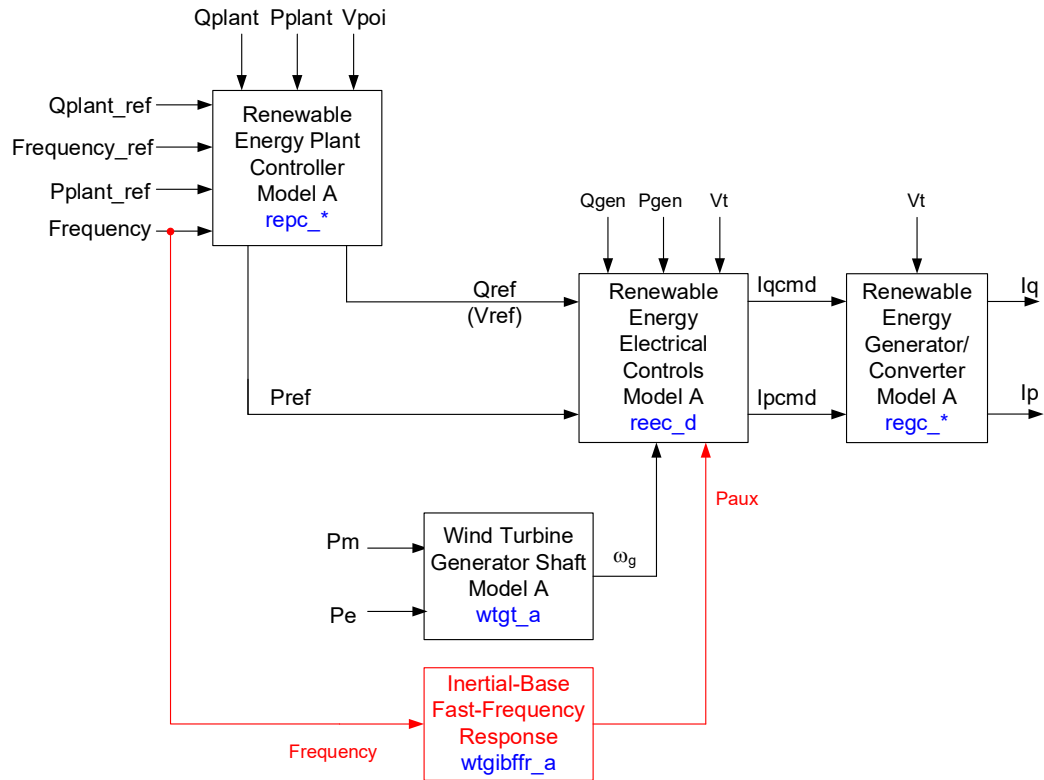 Qplant Pplant Vpoi
Qplant_ref
Frequency_ref
Pplant_ref
Frequency
Renewable
Energy Plant
Controller
Model A
repc_*
Qgen Pgen Vt
Vt
Qref
(Vref)
Pref
Renewable
Energy
Electrical
Controls
Model A
reec_d
Iqcmd
Ipcmd
Renewable
Energy
Generator/
Converter
Model A
regc_*
Iq
Ip
Paux
Pm
Pe
Wind Turbine
Generator Shaft
Model A
wtgt_a
ωg
Inertial-Base
Fast-Frequency
Response
wtgibffr_a
Frequency